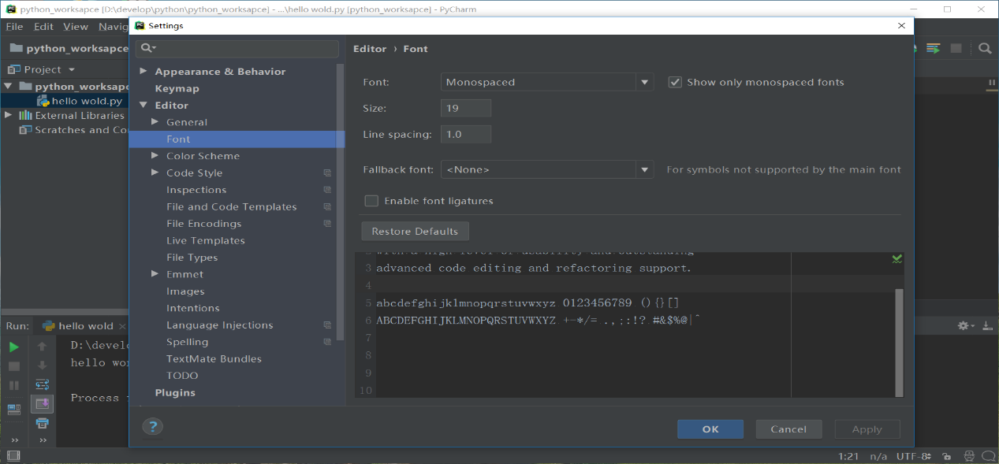 python_worksapce [D:\develop\python\python_worksapce] - ...\hello wold.py [python_worksapce] - PyCharm
File Edit View Navig
Settings
python_worksapce
Project
python_worksapc
hello wold.py
External Libraries
Scratches and Co
Appearance & Behavior
Keymap
Editor
General
Font
Color Scheme
Code Style
Inspections
File and Code Templates
File Encodings
Live Templates
File Types
Emmet
Images
Intentions
Language Injections
Spelling
TextMate Bundles
TODO
Plugins
Editor › Font
Font: Monospaced Show only monospaced fonts
Size: 19
Line spacing: 1.0
Fallback font: <None> For symbols not supported by the main font
Enable font ligatures
Restore Defaults
3 advanced code editing and refactoring support.
4
5 abcdefghijklmnopqrstuvwxyz 0123456789 (){}[]
6 ABCDEFGHIJKLMNOPQRSTUVWXYZ +-*/= .,;:!? #&$%@|^
7
8
9
10
Run: hello wold ×
D:\devel
hello wo
Process
? OK Cancel Apply
1:21 n/a UTF-8